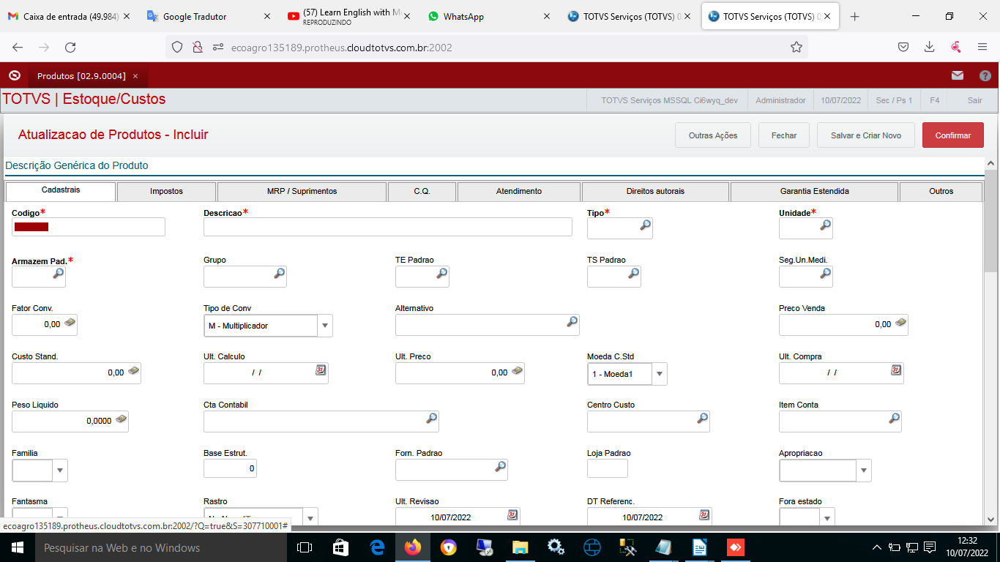 Caixa de entrada (49.984)
Google Tradutor
(57) Learn English with M
REPRODUZINDO
WhatsApp
TOTVS Serviços (TOTVS) 0
TOTVS Serviços (TOTVS) 0
ecoagro135189.protheus.cloudtotvs.com.br:2002
Produtos [02.9.0004]
TOTVS | Estoque/Custos
TOTVS Serviços MSSQL Ci6wyq_dev
Administrador
10/07/2022
Sec / Ps 1
F4
Sair
Atualizacao de Produtos - Incluir
Outras Ações
Fechar
Salvar e Criar Novo
Confirmar
Descrição Genérica do Produto
Cadastrais
Impostos
MRP / Suprimentos
C.Q.
Atendimento
Direitos autorais
Garantia Estendida
Outros
Codigo*
Descricao*
Tipo*
Unidade*
Armazem Pad.*
Grupo
TE Padrao
TS Padrao
Seg.Un.Medi.
Fator Conv.
Tipo de Conv
Alternativo
Preco Venda
0,00
M - Multiplicador
0,00
Custo Stand.
Ult. Calculo
Ult. Preco
Moeda C.Std
Ult. Compra
0,00
/ /
0,00
1 - Moeda1
/ /
Peso Liquido
Cta Contabil
Centro Custo
Item Conta
0,0000
Familia
Base Estrut.
Forn. Padrao
Loja Padrao
Apropriacao
0
Fantasma
Rastro
Ult. Revisao
DT Referenc.
Fora estado
10/07/2022
10/07/2022
ecoagro135189.protheus.cloudtotvs.com.br:2002/?Q=true&S=307710001#
Pesquisar na Web e no Windows
12:32
10/07/2022